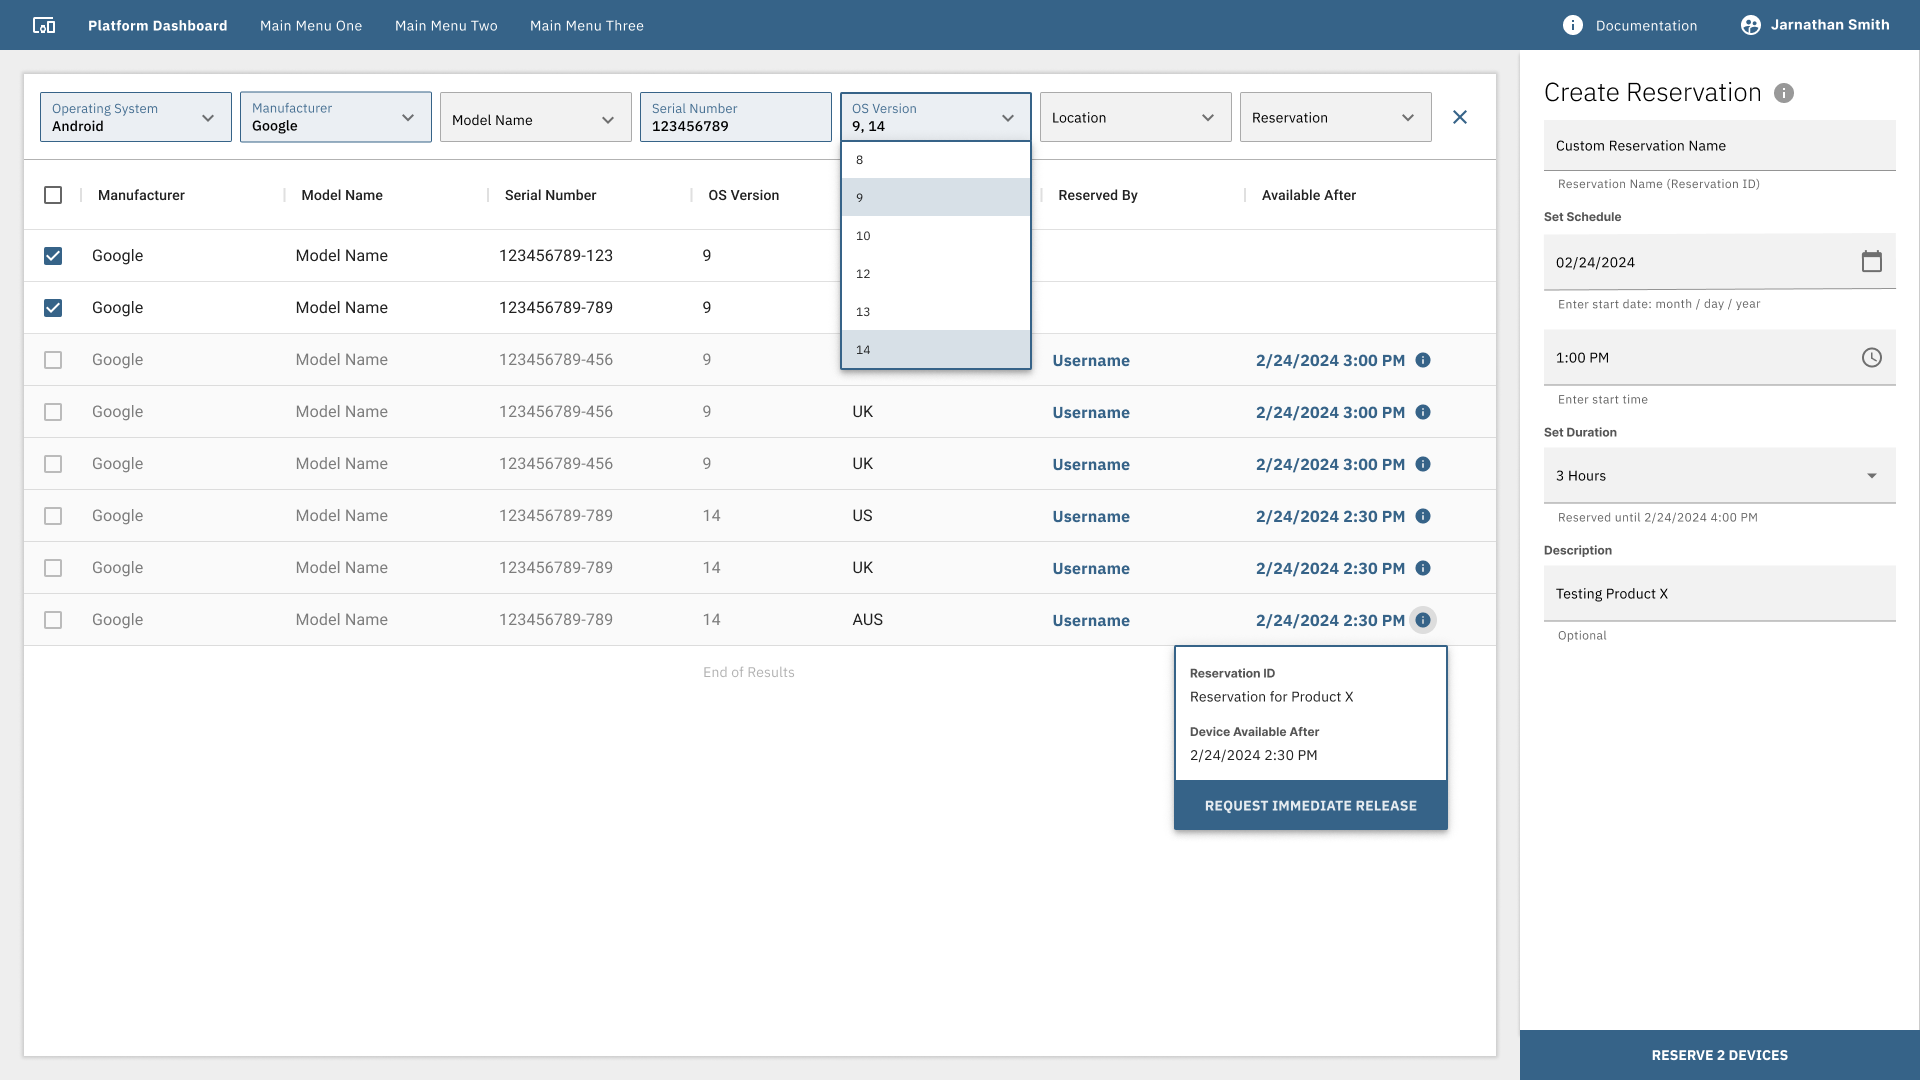 Platform Dashboard
Main Menu One
Main Menu Two
Main Menu Three
Documentation
Jarnathan Smith
Operating System
Android
Manufacturer
Google
Model Name
Serial Number
123456789
OS Version
9, 14
Location
Reservation
8
9
10
12
13
14
Manufacturer Model Name Serial Number OS Version Reserved By Available After
Google Model Name 123456789-123 9
Google Model Name 123456789-789 9
Google Model Name 123456789-456 9 Username 2/24/2024 3:00 PM
Google Model Name 123456789-456 9 UK Username 2/24/2024 3:00 PM
Google Model Name 123456789-456 9 UK Username 2/24/2024 3:00 PM
Google Model Name 123456789-789 14 US Username 2/24/2024 2:30 PM
Google Model Name 123456789-789 14 UK Username 2/24/2024 2:30 PM
Google Model Name 123456789-789 14 AUS Username 2/24/2024 2:30 PM
End of Results
Reservation ID
Reservation for Product X
Device Available After
2/24/2024 2:30 PM
REQUEST IMMEDIATE RELEASE
Create Reservation
Custom Reservation Name
Reservation Name (Reservation ID)
Set Schedule
02/24/2024
Enter start date: month / day / year
1:00 PM
Enter start time
Set Duration
3 Hours
Reserved until 2/24/2024 4:00 PM
Description
Testing Product X
Optional
RESERVE 2 DEVICES